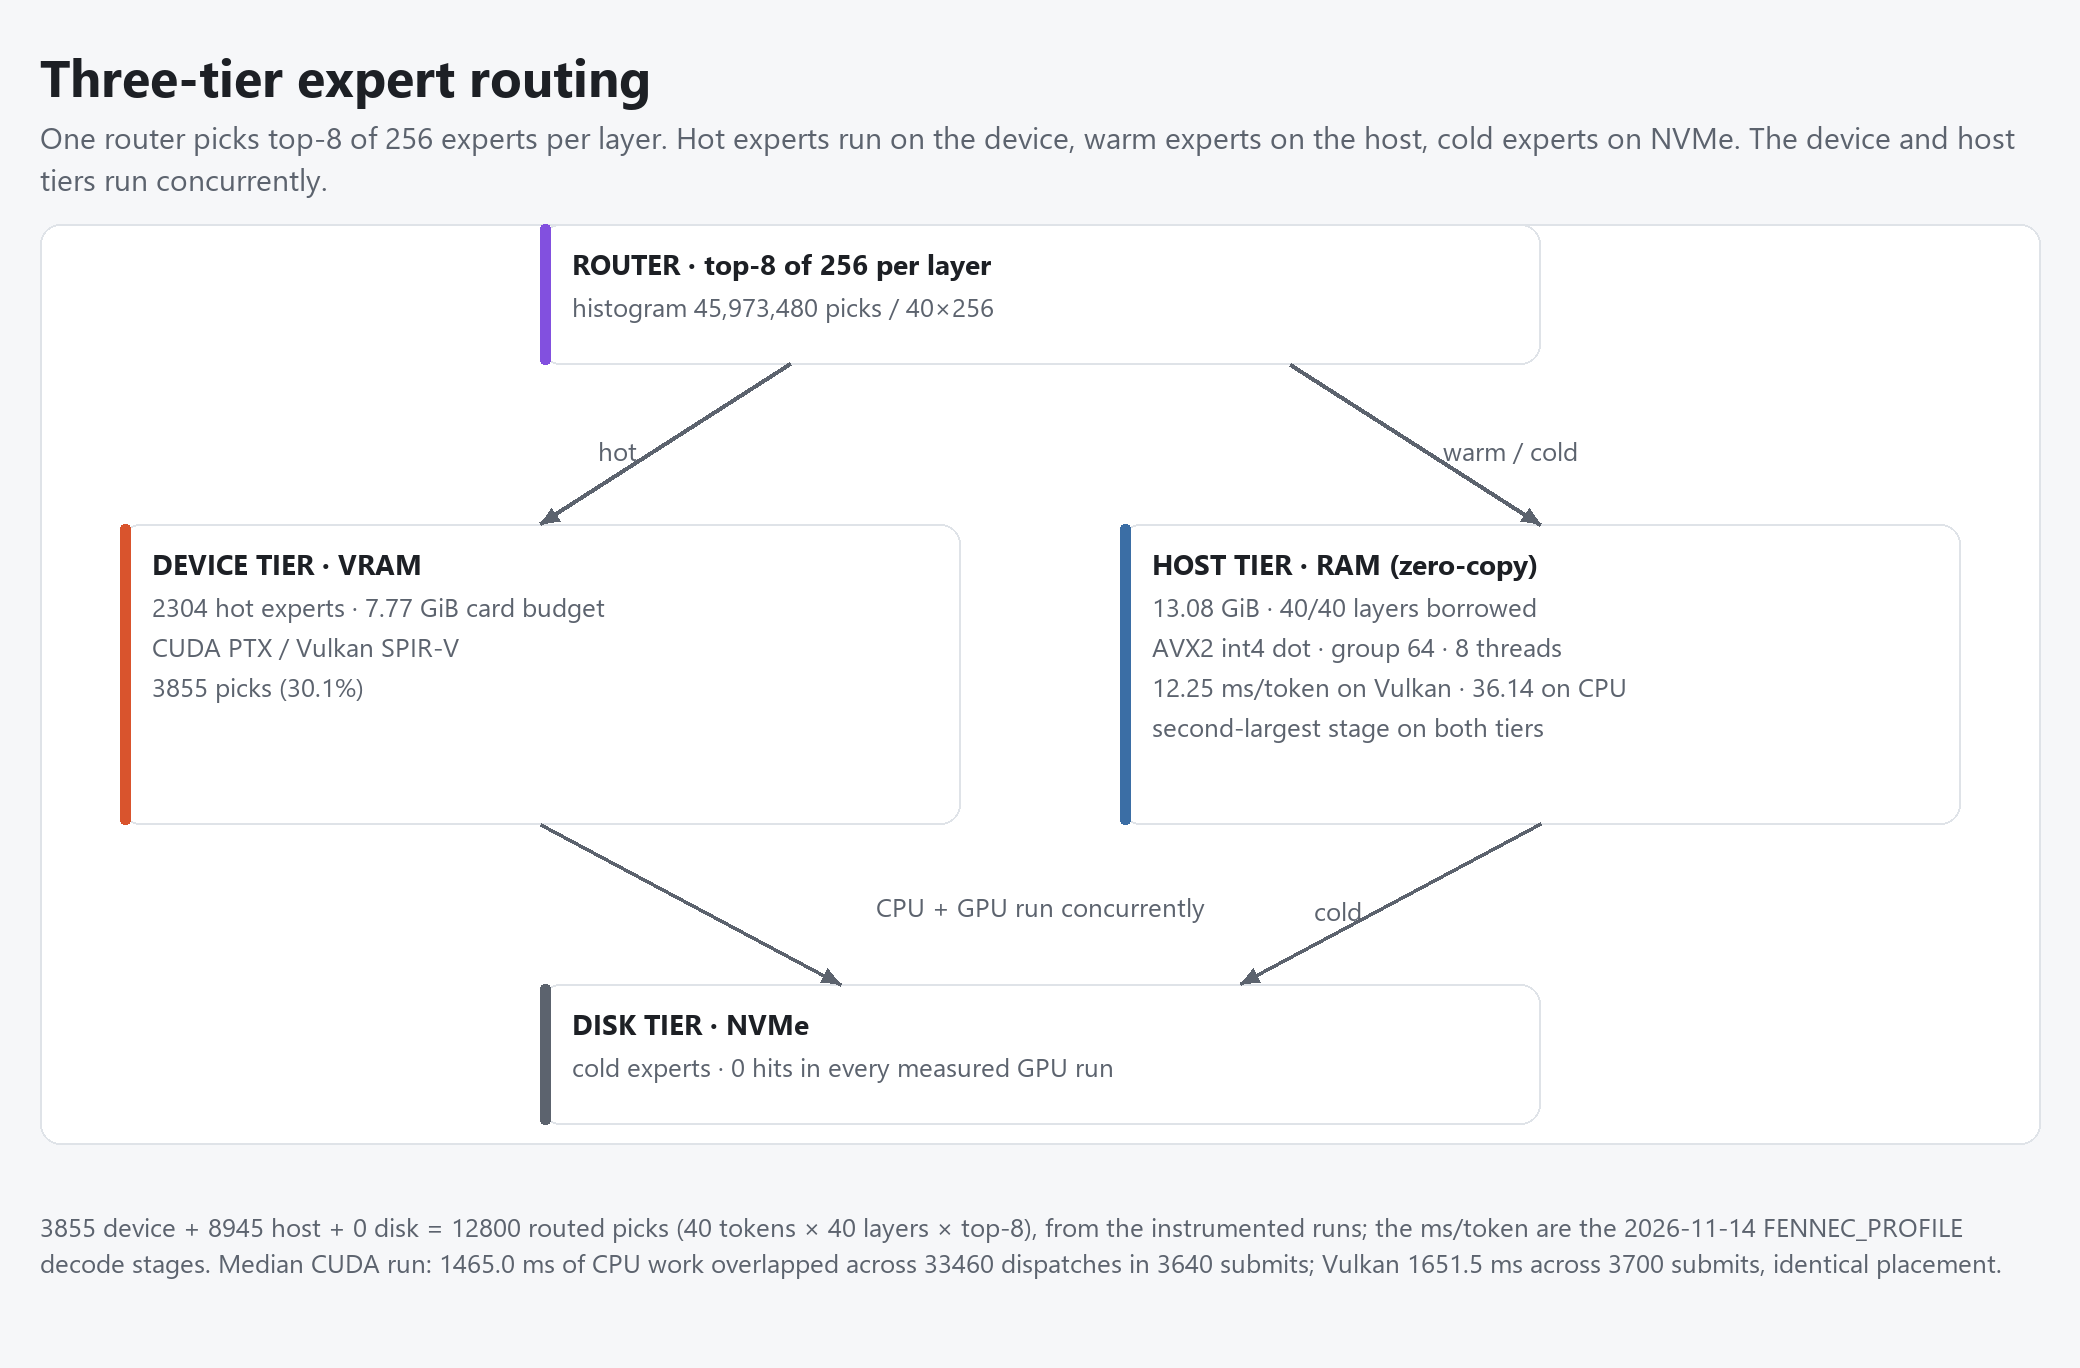 Three-tier expert routing
One router picks top-8 of 256 experts per layer. Hot experts run on the device, warm experts on the host, cold experts on NVMe. The device and host
tiers run concurrently.
ROUTER · top-8 of 256 per layer
histogram 45,973,480 picks / 40×256
hot
warm / cold
DEVICE TIER · VRAM
2304 hot experts · 7.77 GiB card budget
CUDA PTX / Vulkan SPIR-V
3855 picks (30.1%)
HOST TIER · RAM (zero-copy)
13.08 GiB · 40/40 layers borrowed
AVX2 int4 dot · group 64 · 8 threads
12.25 ms/token on Vulkan · 36.14 on CPU
second-largest stage on both tiers
CPU + GPU run concurrently
cold
DISK TIER · NVMe
cold experts · 0 hits in every measured GPU run
3855 device + 8945 host + 0 disk = 12800 routed picks (40 tokens × 40 layers × top-8), from the instrumented runs; the ms/token are the 2026-11-14 FENNEC_PROFILE
decode stages. Median CUDA run: 1465.0 ms of CPU work overlapped across 33460 dispatches in 3640 submits; Vulkan 1651.5 ms across 3700 submits, identical placement.